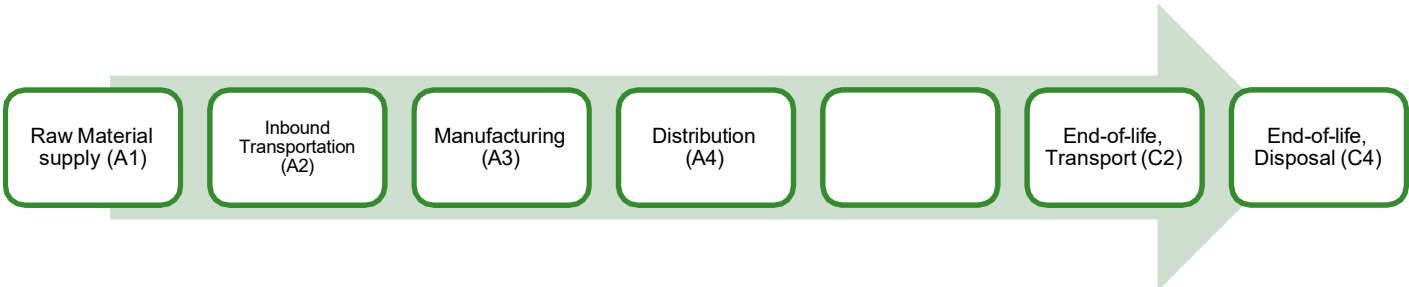 Raw Material
supply (A1)
Inbound
Transportation
(A2)
Manufacturing
(A3)
Distribution
(A4)
End-of-life,
Transport (C2)
End-of-life,
Disposal (C4)